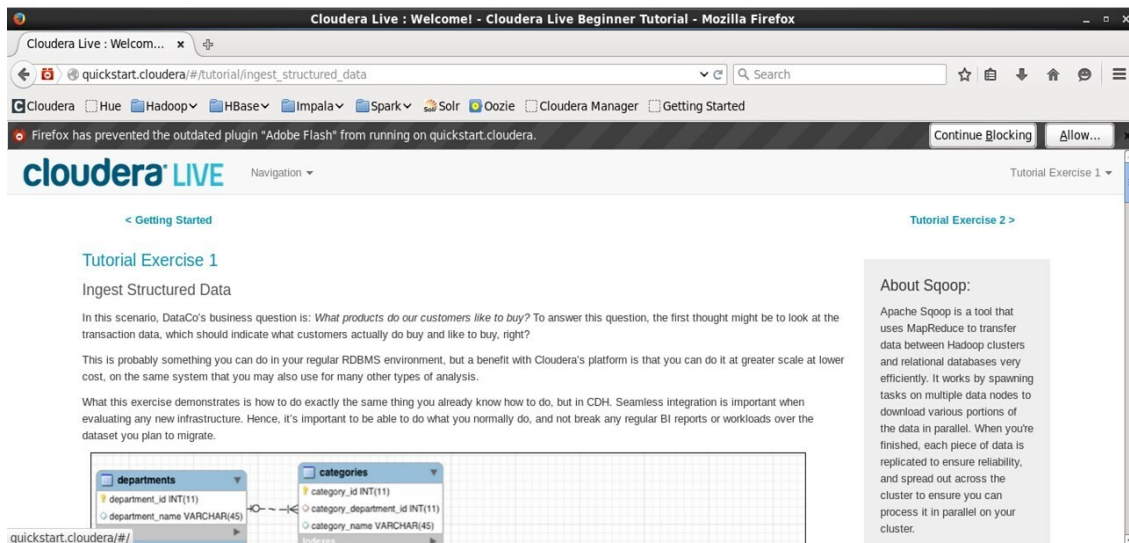 Cloudera Live : Welcome! - Cloudera Live Beginner Tutorial - Mozilla Firefox
Cloudera Live : Welcom...
quickstart.cloudera/#/tutorial/ingest_structured_data
Search
Cloudera Hue Hadoop HBase Impala Spark Solr Oozie Cloudera Manager Getting Started
Firefox has prevented the outdated plugin "Adobe Flash" from running on quickstart.cloudera. Continue Blocking Allow...
cloudera LIVE Navigation Tutorial Exercise 1
< Getting Started Tutorial Exercise 2 >
Tutorial Exercise 1
Ingest Structured Data
In this scenario, DataCo's business question is: What products do our customers like to buy? To answer this question, the first thought might be to look at the
transaction data, which should indicate what customers actually do buy and like to buy, right?
This is probably something you can do in your regular RDBMS environment, but a benefit with Cloudera's platform is that you can do it at greater scale at lower
cost, on the same system that you may also use for many other types of analysis.
What this exercise demonstrates is how to do exactly the same thing you already know how to do, but in CDH. Seamless integration is important when
evaluating any new infrastructure. Hence, it's important to be able to do what you normally do, and not break any regular BI reports or workloads over the
dataset you plan to migrate.
departments
department_id INT(11)
department_name VARCHAR(45)
categories
category_id INT(11)
category_department_id INT(11)
category_name VARCHAR(45)
Indexes
About Sqoop:
Apache Sqoop is a tool that
uses MapReduce to transfer
data between Hadoop clusters
and relational databases very
efficiently. It works by spawning
tasks on multiple data nodes to
download various portions of
the data in parallel. When you're
finished, each piece of data is
replicated to ensure reliability,
and spread out across the
cluster to ensure you can
process it in parallel on your
cluster.
quickstart.cloudera/#/